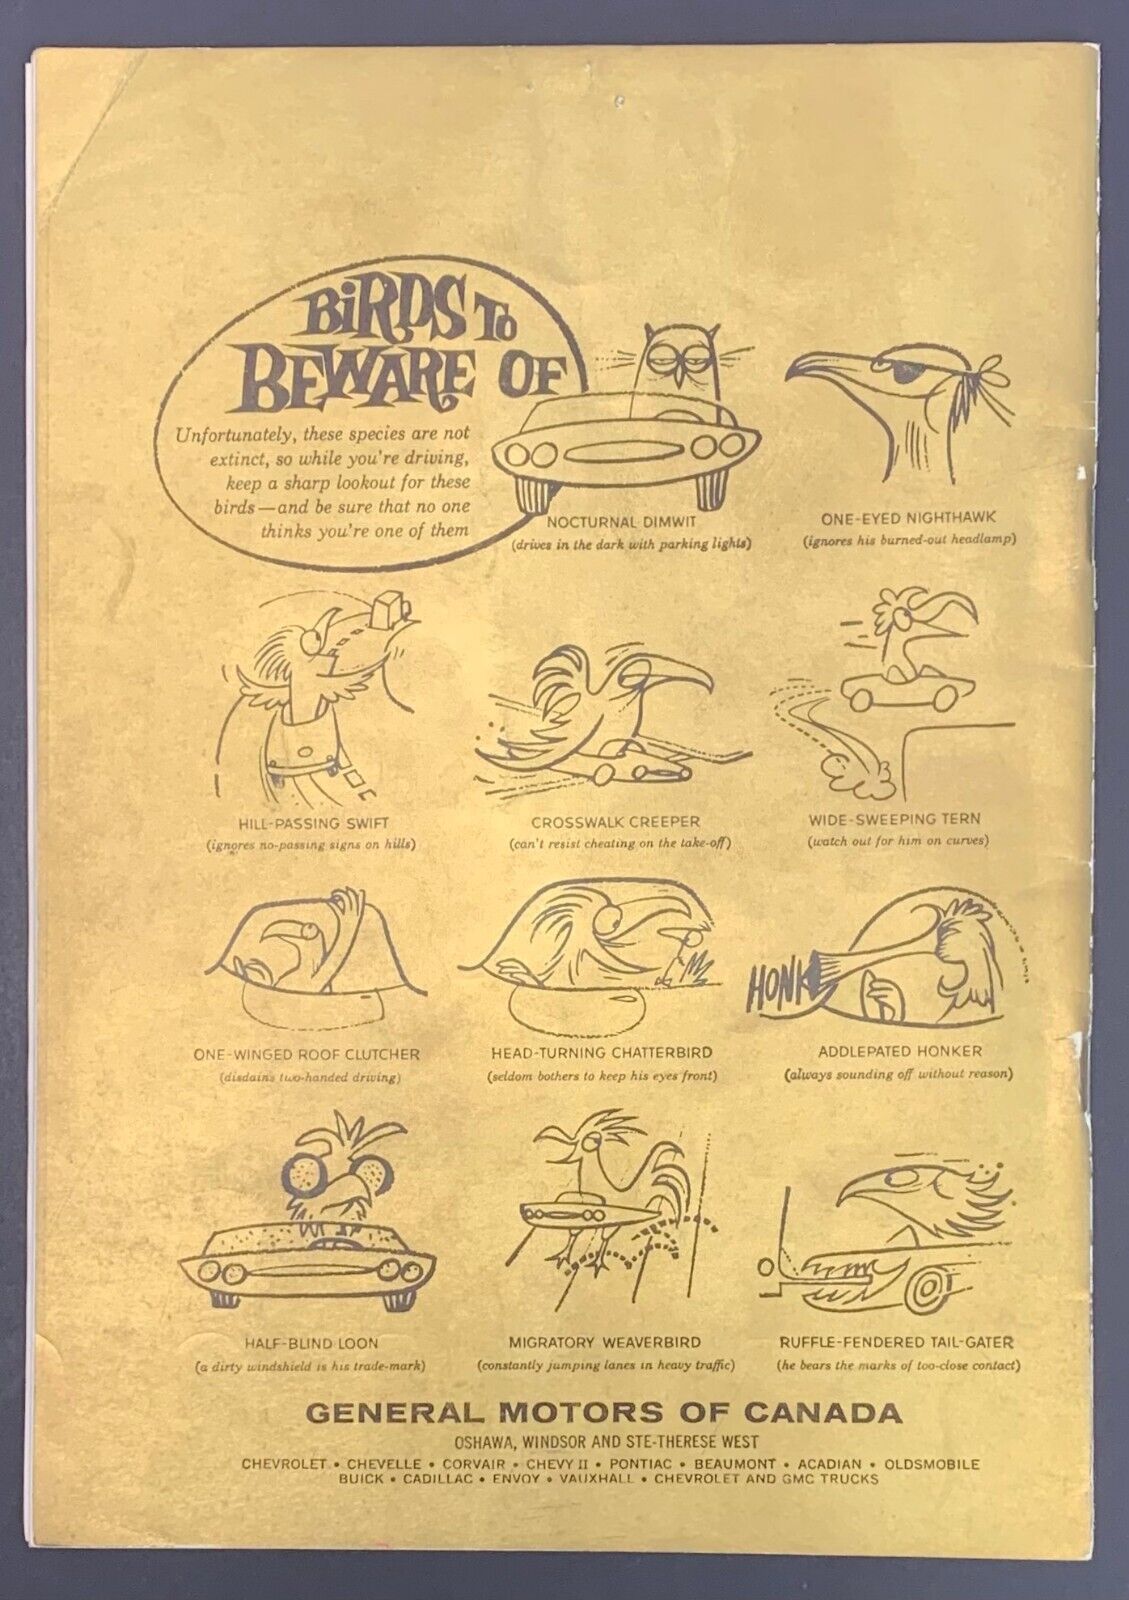 BiRDS To
BEWARE OF
Unfortunately, these species are not
extinct, so while you're driving,
keep a sharp lookout for these
birds—and be sure that no one
thinks you're one of them
NOCTURNAL DIMWIT
(drives in the dark with parking lights)
ONE-EYED NIGHTHAWK
(ignores his burned-out headlamp)
HILL-PASSING SWIFT
(ignores no-passing signs on hills)
CROSSWALK CREEPER
(can't resist cheating on the take-off)
WIDE-SWEEPING TERN
(watch out for him on curves)
ONE-WINGED ROOF CLUTCHER
(disdains two-handed driving)
HEAD-TURNING CHATTERBIRD
(seldom bothers to keep his eyes front)
HONK
ADDLEPATED HONKER
(always sounding off without reason)
HALF-BLIND LOON
(a dirty windshield is his trade-mark)
MIGRATORY WEAVERBIRD
(constantly jumping lanes in heavy traffic)
RUFFLE-FENDERED TAIL-GATER
(he bears the marks of too-close contact)
GENERAL MOTORS OF CANADA
OSHAWA, WINDSOR AND STE-THERESE WEST
CHEVROLET • CHEVELLE • CORVAIR • CHEVY II • PONTIAC • BEAUMONT • ACADIAN • OLDSMOBILE
BUICK • CADILLAC • ENVOY • VAUXHALL • CHEVROLET AND GMC TRUCKS